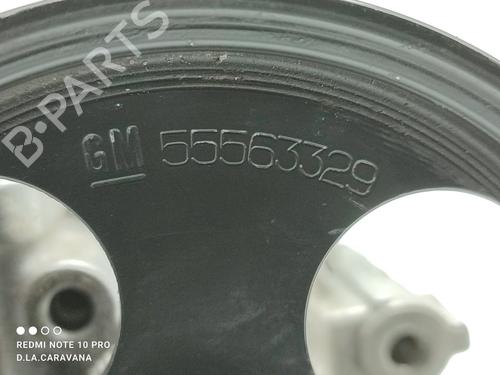 B-PARTS
GM 55563329
REDMI NOTE 10 PRO
D.LA.CARAVANA